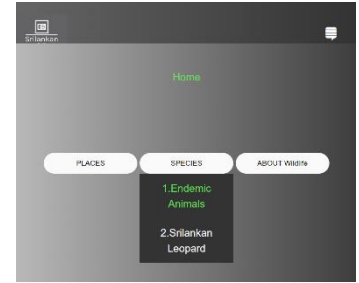 Srilankan
Home
PLACES SPECIES ABOUT Wildlife
1.Endemic
Animals
2.Srilankan
Leopard